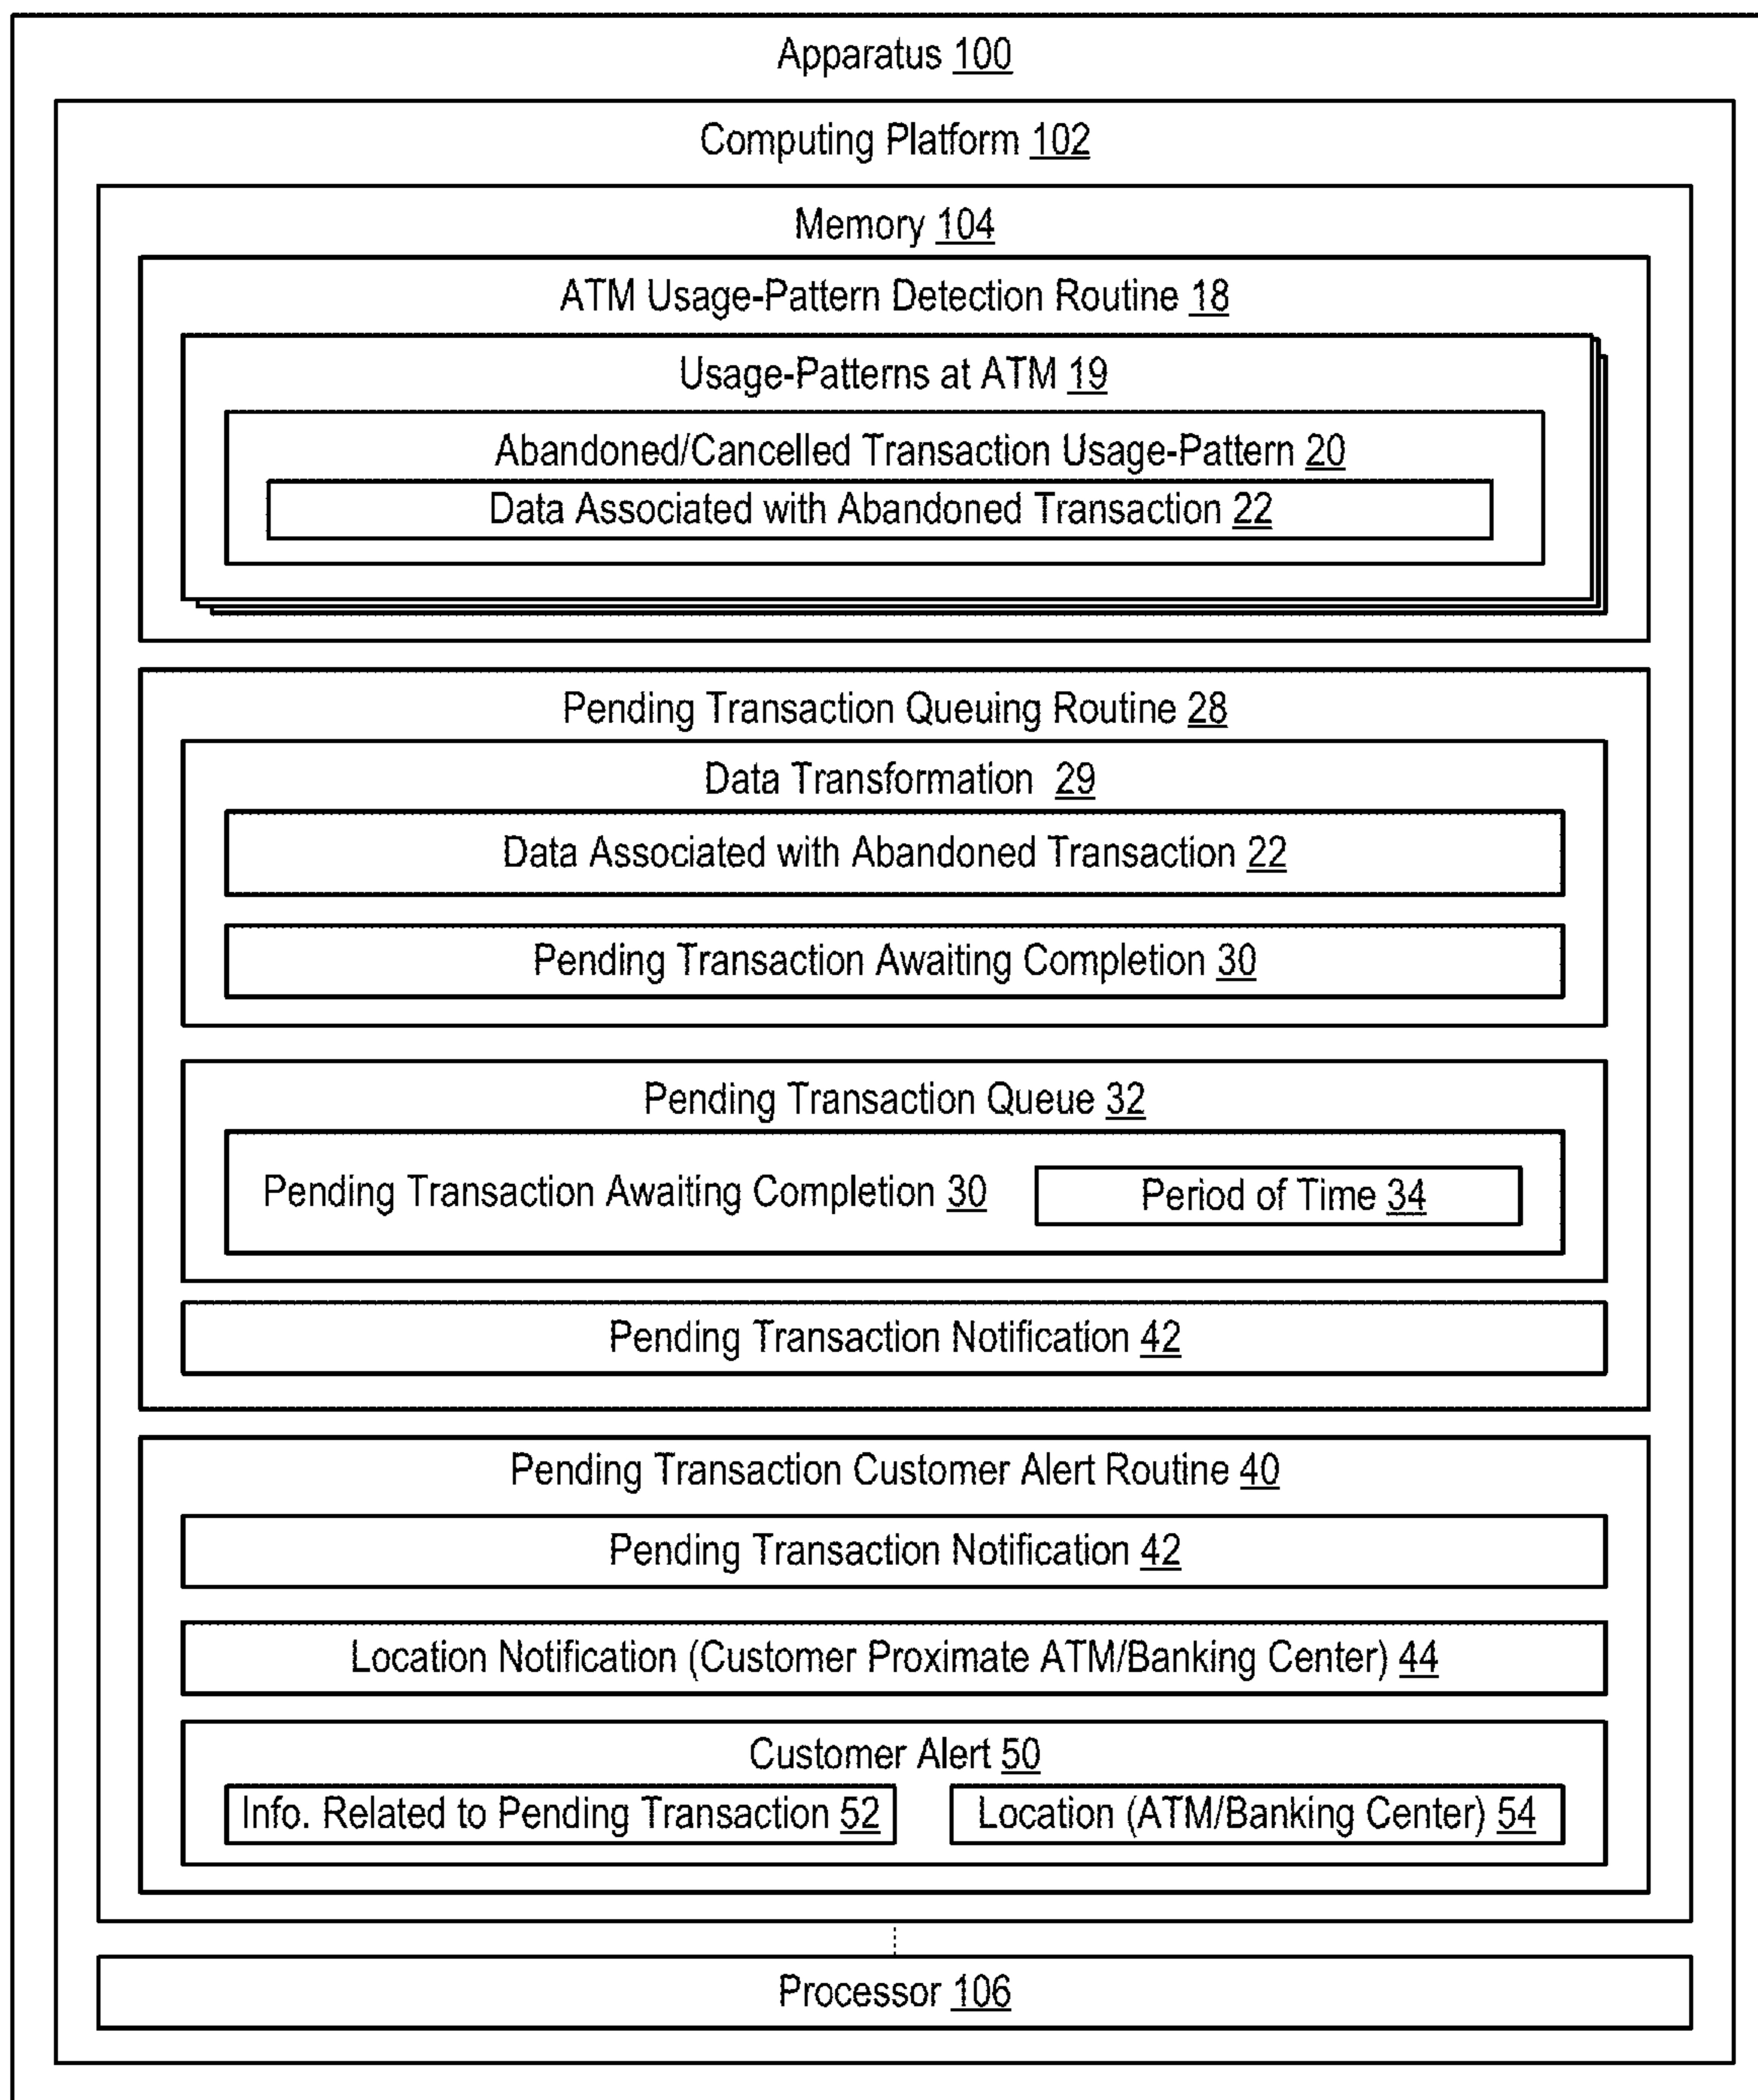 Apparatus 100
Computing Platform 102
Memory 104
ATM Usage-Pattern Detection Routine 18
Usage-Patterns at ATM 19
Abandoned/Cancelled Transaction Usage-Pattern 20
Data Associated with Abandoned Transaction 22
Pending Transaction Queuing Routine 28
Data Transformation 29
Data Associated with Abandoned Transaction 22
Pending Transaction Awaiting Completion 30
Pending Transaction Queue 32
Pending Transaction Awaiting Completion 30
Period of Time 34
Pending Transaction Notification 42
Pending Transaction Customer Alert Routine 40
Pending Transaction Notification 42
Location Notification (Customer Proximate ATM/Banking Center) 44
Customer Alert 50
Info. Related to Pending Transaction 52
Location (ATM/Banking Center) 54
Processor 106